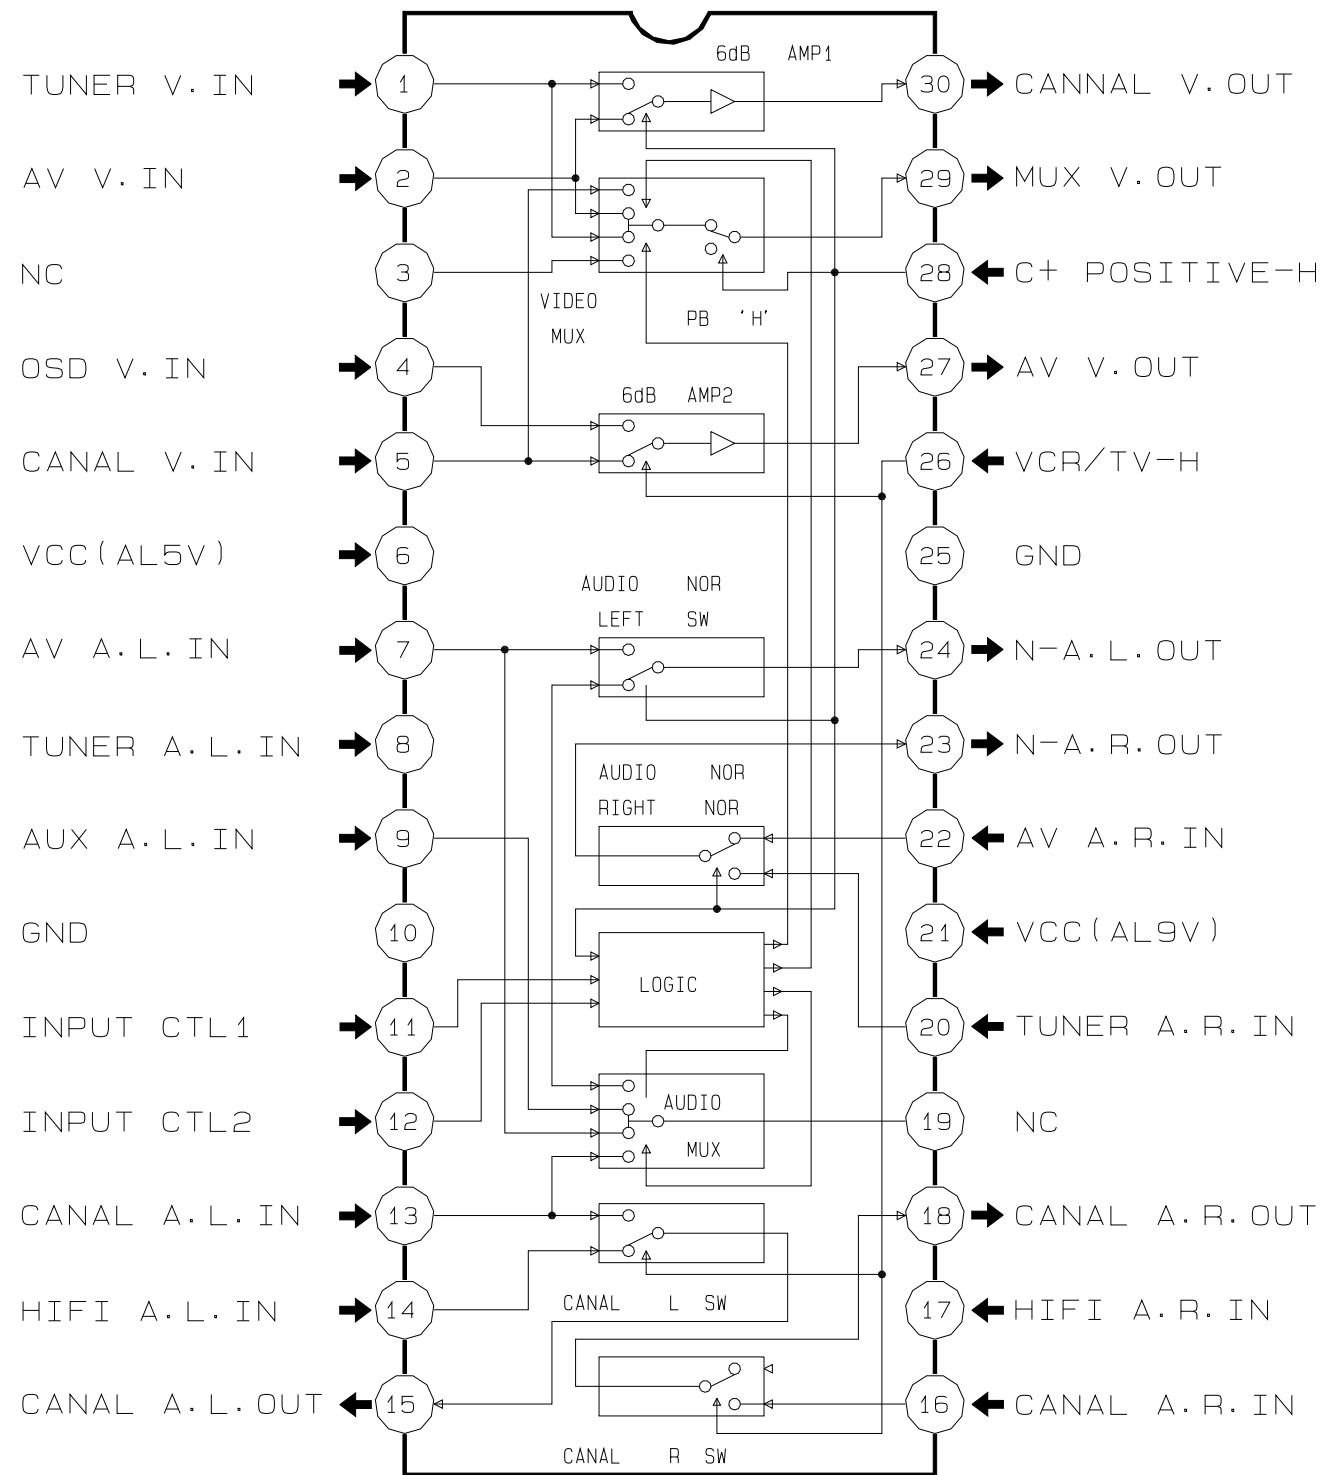 6dB AMP1
TUNER V.IN 1 30 CANNAL V.OUT
AV V.IN 2 29 MUX V.OUT
NC 3 28 C+ POSITIVE-H
VIDEO
MUX
PB 'H'
OSD V.IN 4 27 AV V.OUT
6dB AMP2
CANAL V.IN 5 26 VCR/TV-H
VCC(AL5V) 6 25 GND
AUDIO NOR
LEFT SW
AV A.L.IN 7 24 N-A.L.OUT
TUNER A.L.IN 8 23 N-A.R.OUT
AUDIO NOR
RIGHT NOR
AUX A.L.IN 9 22 AV A.R.IN
GND 10 21 VCC(AL9V)
LOGIC
INPUT CTL1 11 20 TUNER A.R.IN
AUDIO
INPUT CTL2 12 19 NC
MUX
CANAL A.L.IN 13 18 CANAL A.R.OUT
CANAL L SW
HIFI A.L.IN 14 17 HIFI A.R.IN
CANAL A.L.OUT 15 16 CANAL A.R.IN
CANAL R SW